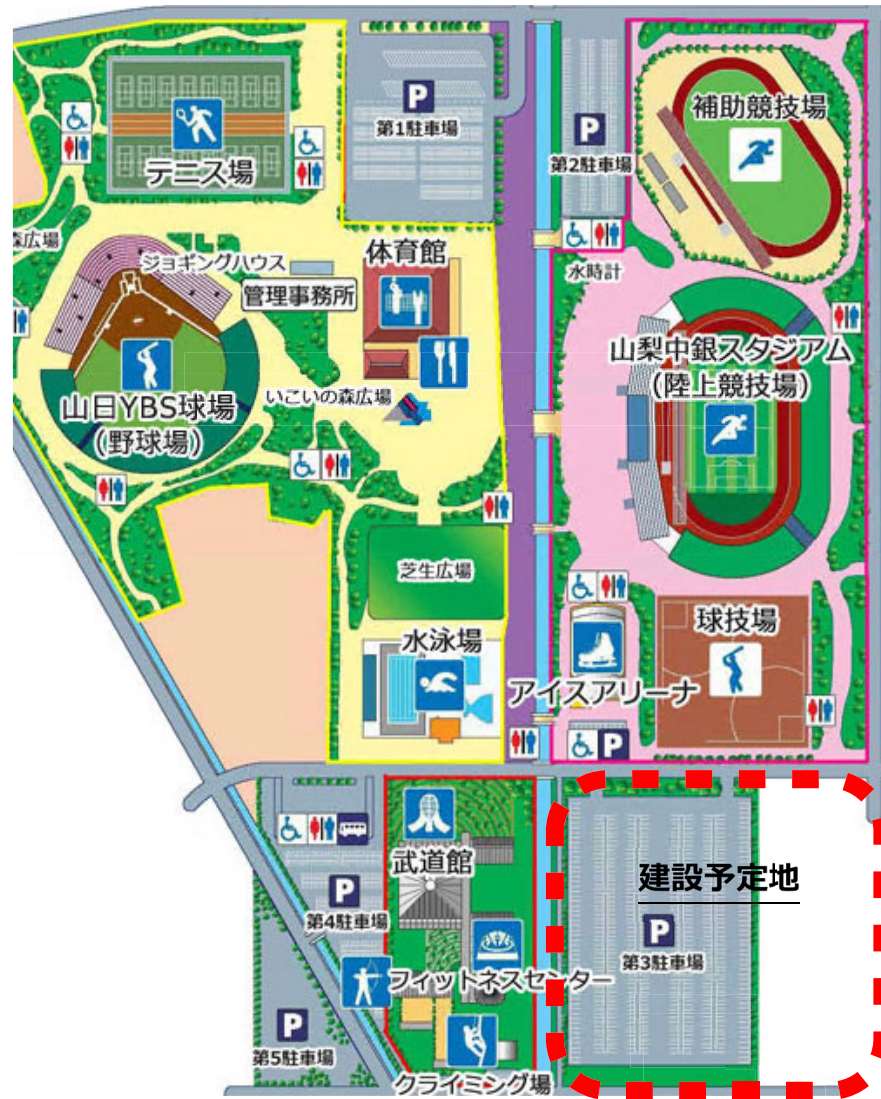 P
第1駐車場
P
第2駐車場
補助競技場
テニス場
森広場
ジョギングハウス
管理事務所
体育館
水時計
山梨中銀スタジアム
(陸上競技場)
山日YBS球場
(野球場)
いこいの森広場
芝生広場
水泳場
球技場
アイスアリーナ
P
武道館
建設予定地
P
第4駐車場
P
第3駐車場
フィットネスセンター
P
第5駐車場
クライミング場